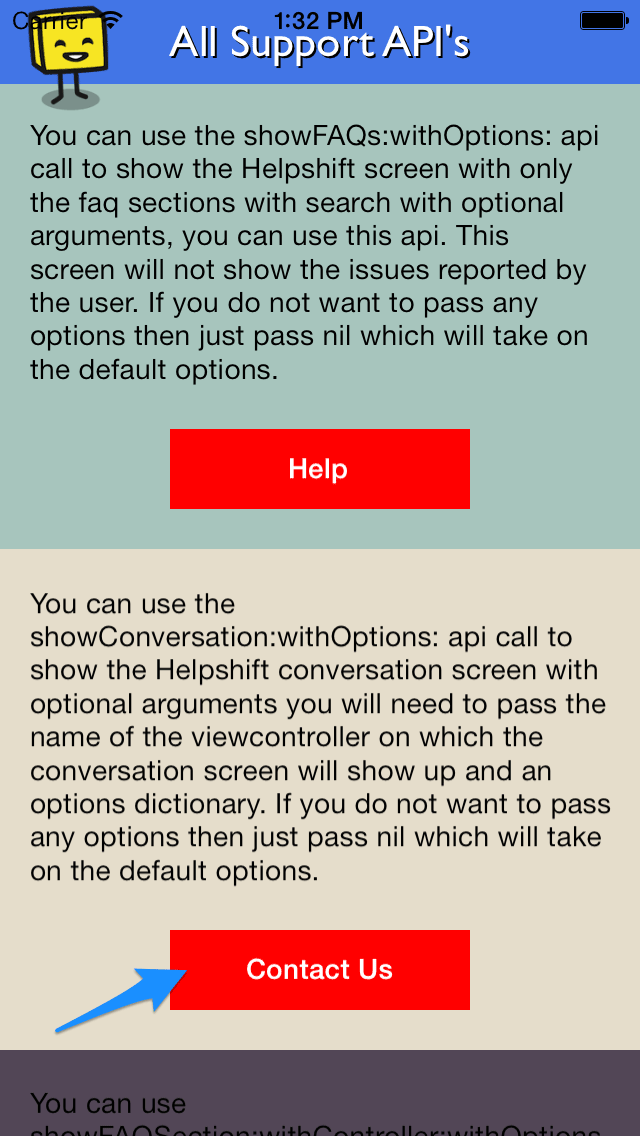 Carrier 1:32 PM
All Support API's
You can use the showFAQs:withOptions: api
call to show the Helpshift screen with only
the faq sections with search with optional
arguments, you can use this api. This
screen will not show the issues reported by
the user. If you do not want to pass any
options then just pass nil which will take on
the default options.
Help
You can use the
showConversation:withOptions: api call to
show the Helpshift conversation screen with
optional arguments you will need to pass the
name of the viewcontroller on which the
conversation screen will show up and an
options dictionary. If you do not want to pass
any options then just pass nil which will take
on the default options.
Contact Us
You can use
showFAQSection:withController:withOptions